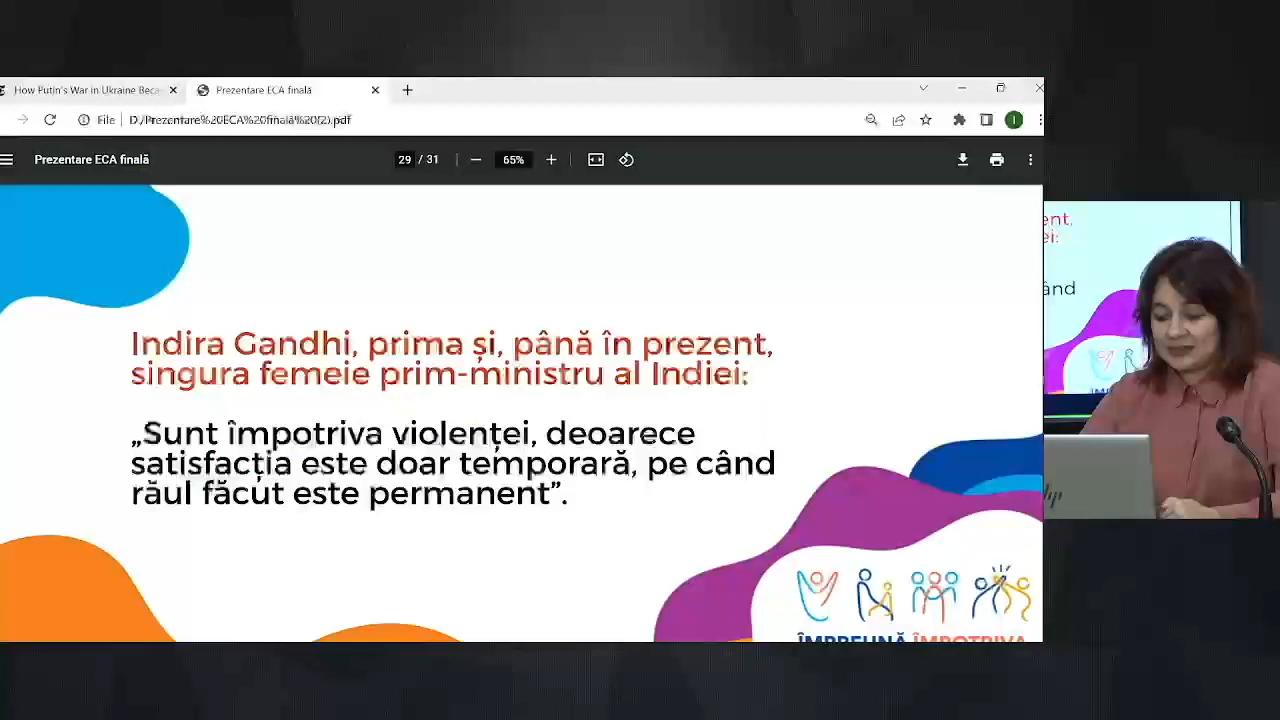 How Putin's War in Ukraine Beca
Prezentare ECA finală
File
D:/Prezentare%20ECA%20finală%20(2).pdf
I
Prezentare ECA finală
29 / 31
65%
Indira Gandhi, prima și, până în prezent,
singura femeie prim-ministru al Indiei:
„Sunt împotriva violenței, deoarece
satisfacția este doar temporară, pe când
răul făcut este permanent”.
ÎMPREUNĂ ÎMPOTRIVA
ent,
ei:
ând
hp